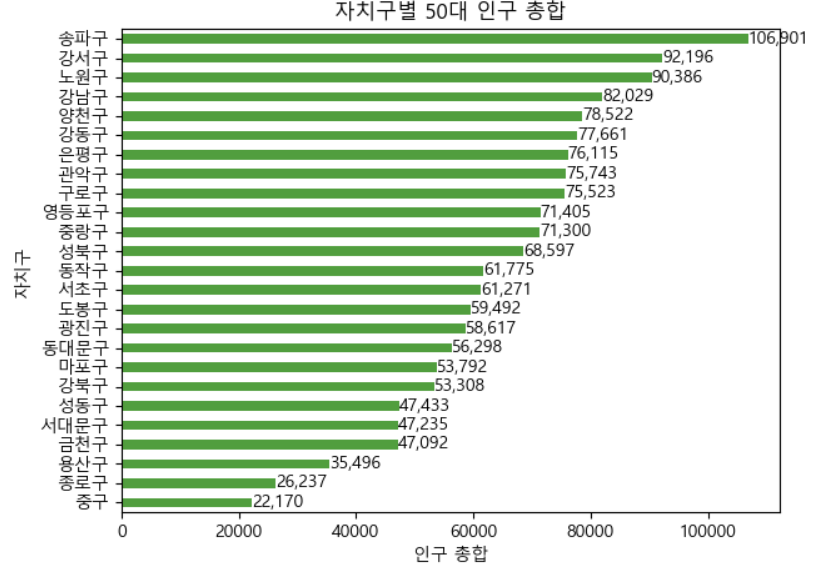 자치구별 50대 인구 총합
자치구
송파구 106,901
강서구 92,196
노원구 90,386
강남구 82,029
양천구 78,522
강동구 77,661
은평구 76,115
관악구 75,743
구로구 75,523
영등포구 71,405
중랑구 71,300
성북구 68,597
동작구 61,775
서초구 61,271
도봉구 59,492
광진구 58,617
동대문구 56,298
마포구 53,792
강북구 53,308
성동구 47,433
서대문구 47,235
금천구 47,092
용산구 35,496
종로구 26,237
중구 22,170
0 20000 40000 60000 80000 100000
인구 총합